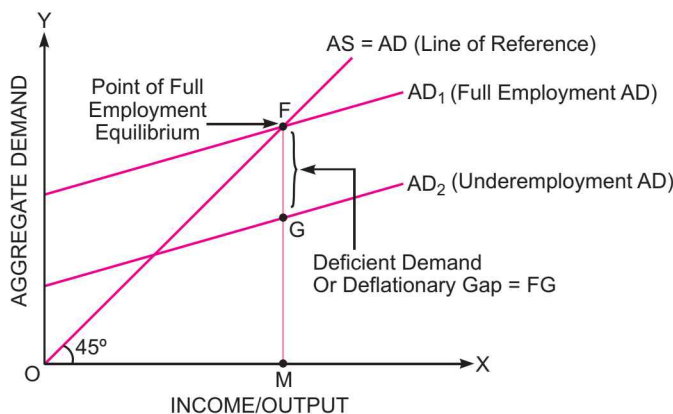 Y
AS = AD (Line of Reference)
Point of Full
Employment
Equilibrium
F
AD₁ (Full Employment AD)
AD₂ (Underemployment AD)
G
Deficient Demand
Or Deflationary Gap = FG
AGGREGATE DEMAND
45º
O
M
X
INCOME/OUTPUT